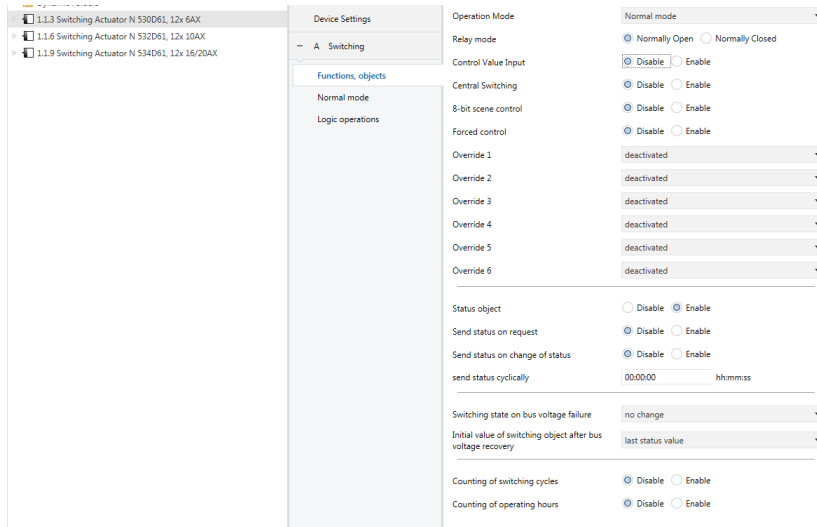 1.1.3 Switching Actuator N 530D61, 12x 6AX
1.1.6 Switching Actuator N 532D61, 12x 10AX
1.1.9 Switching Actuator N 534D61, 12x 16/20AX
Device Settings
– A Switching
Functions, objects
Normal mode
Logic operations
Operation Mode Normal mode
Relay mode Normally Open Normally Closed
Control Value Input Disable Enable
Central Switching Disable Enable
8-bit scene control Disable Enable
Forced control Disable Enable
Override 1 deactivated
Override 2 deactivated
Override 3 deactivated
Override 4 deactivated
Override 5 deactivated
Override 6 deactivated
Status object Disable Enable
Send status on request Disable Enable
Send status on change of status Disable Enable
send status cyclically 00:00:00 hh:mm:ss
Switching state on bus voltage failure no change
Initial value of switching object after bus
voltage recovery last status value
Counting of switching cycles Disable Enable
Counting of operating hours Disable Enable